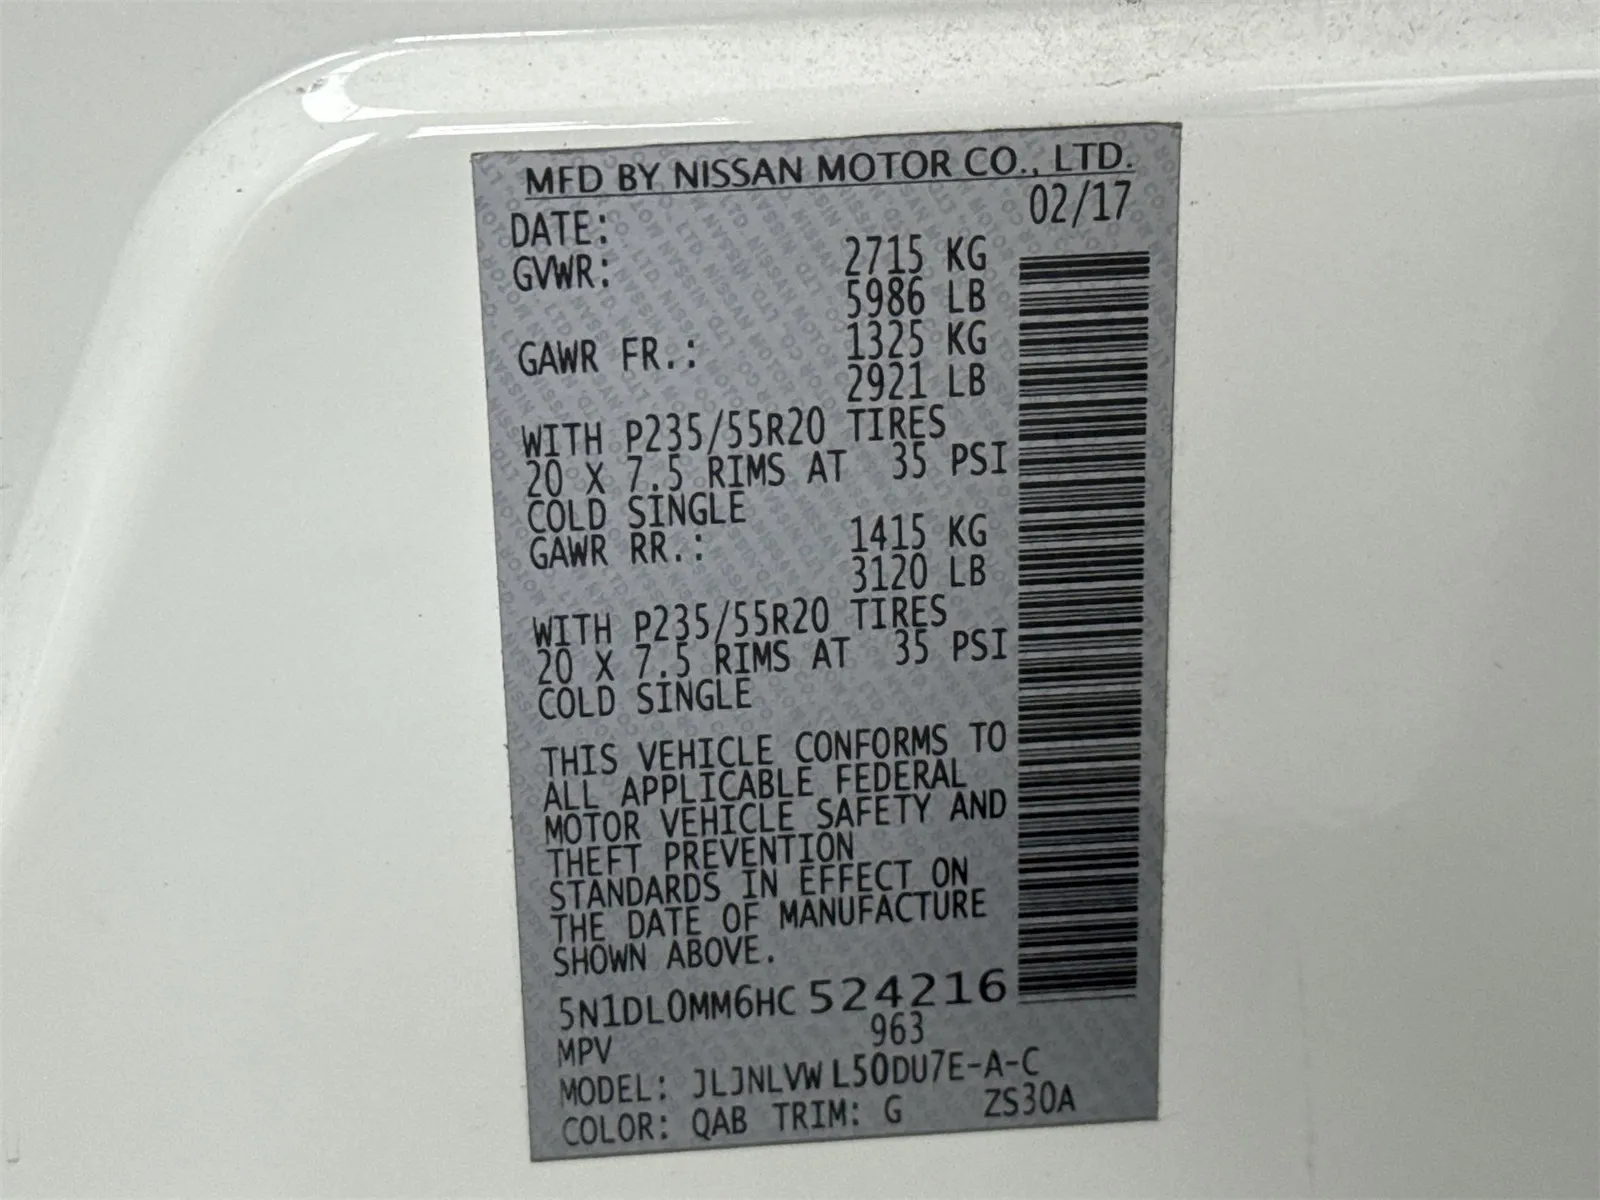 MFD BY NISSAN MOTOR CO., LTD.
DATE: 02/17
GVWR: 2715 KG
5986 LB
GAWR FR.: 1325 KG
2921 LB
WITH P235/55R20 TIRES
20 X 7.5 RIMS AT 35 PSI
COLD SINGLE
GAWR RR.: 1415 KG
3120 LB
WITH P235/55R20 TIRES
20 X 7.5 RIMS AT 35 PSI
COLD SINGLE
THIS VEHICLE CONFORMS TO
ALL APPLICABLE FEDERAL
MOTOR VEHICLE SAFETY AND
THEFT PREVENTION
STANDARDS IN EFFECT ON
THE DATE OF MANUFACTURE
SHOWN ABOVE.
5N1DL0MM6HC524216
MPV 963
MODEL: JLJNLVWL50DU7E-A-C
COLOR: QAB TRIM: G ZS30A